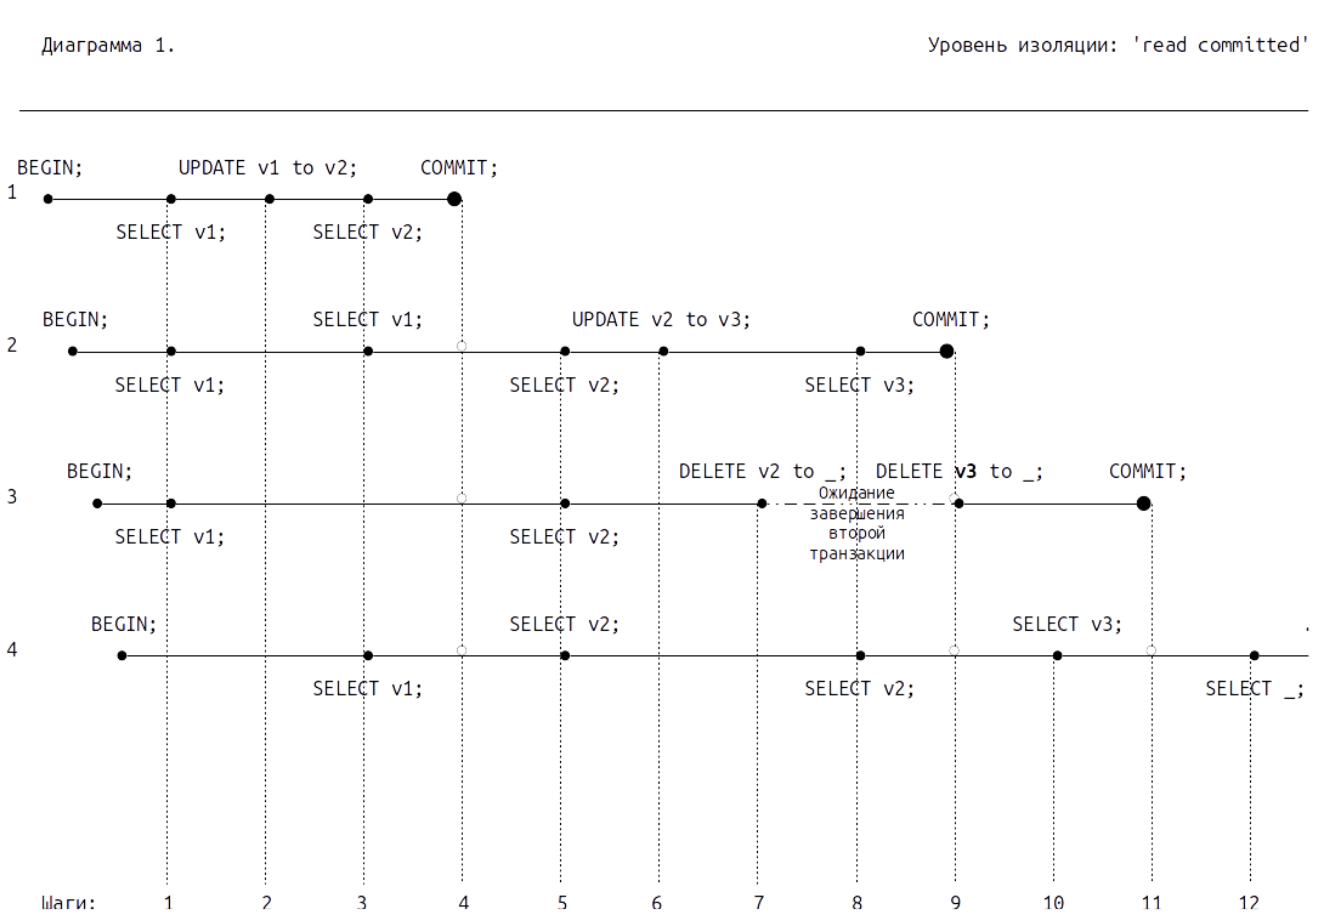 Диаграмма 1.
Уровень изоляции: 'read committed'
BEGIN;
UPDATE v1 to v2;
COMMIT;
1
SELECT v1;
SELECT v2;
BEGIN;
SELECT v1;
UPDATE v2 to v3;
COMMIT;
2
SELECT v1;
SELECT v2;
SELECT v3;
BEGIN;
DELETE v2 to _;
DELETE v3 to _;
COMMIT;
3
Ожидание
завершения
второй
транзакции
SELECT v1;
SELECT v2;
BEGIN;
SELECT v2;
SELECT v3;
.
4
SELECT v1;
SELECT v2;
SELECT _;
Шаги: 1 2 3 4 5 6 7 8 9 10 11 12